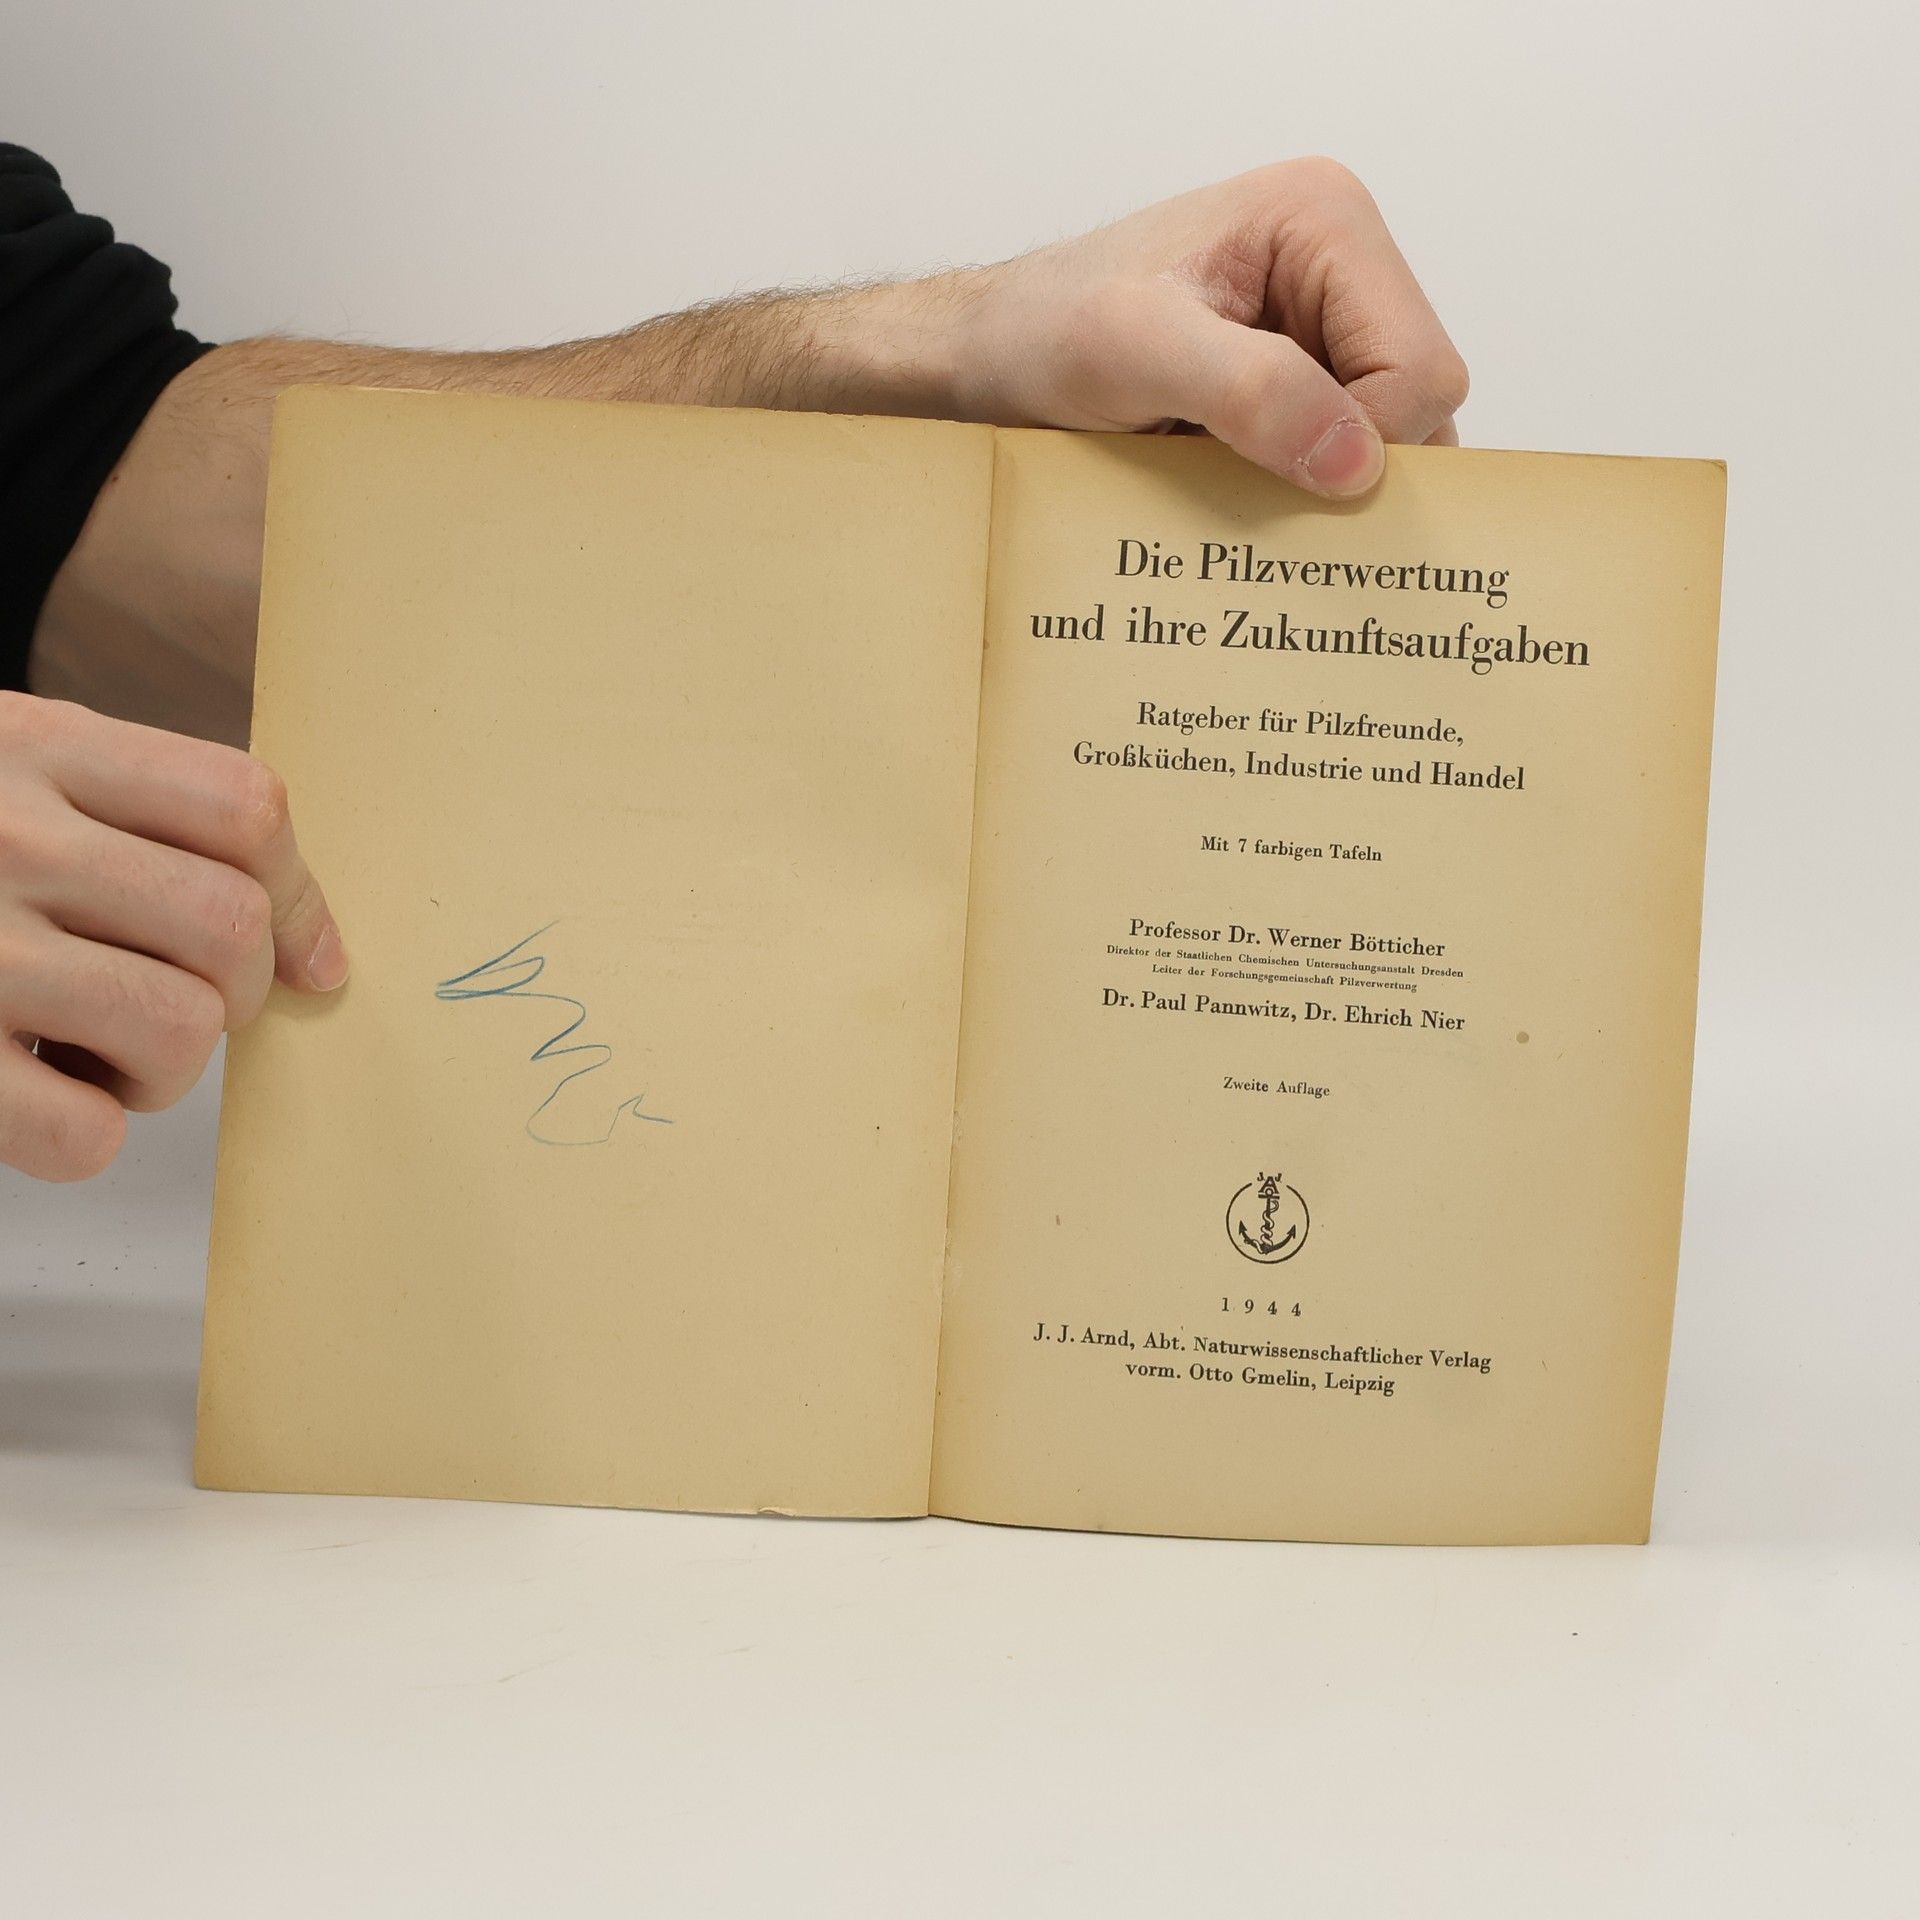 Die Pilzverwertung
und ihre Zukunftsaufgaben
Ratgeber für Pilzfreunde,
Großküchen, Industrie und Handel
Mit 7 farbigen Tafeln
Professor Dr. Werner Bötticher
Direktor der Staatlichen Chemischen Untersuchungsanstalt Dresden
Leiter der Forschungsgemeinschaft Pilzverwertung
Dr. Paul Pannwitz, Dr. Ehrich Nier
Zweite Auflage
J A J
1944
J. J. Arnd, Abt. Naturwissenschaftlicher Verlag
vorm. Otto Gmelin, Leipzig